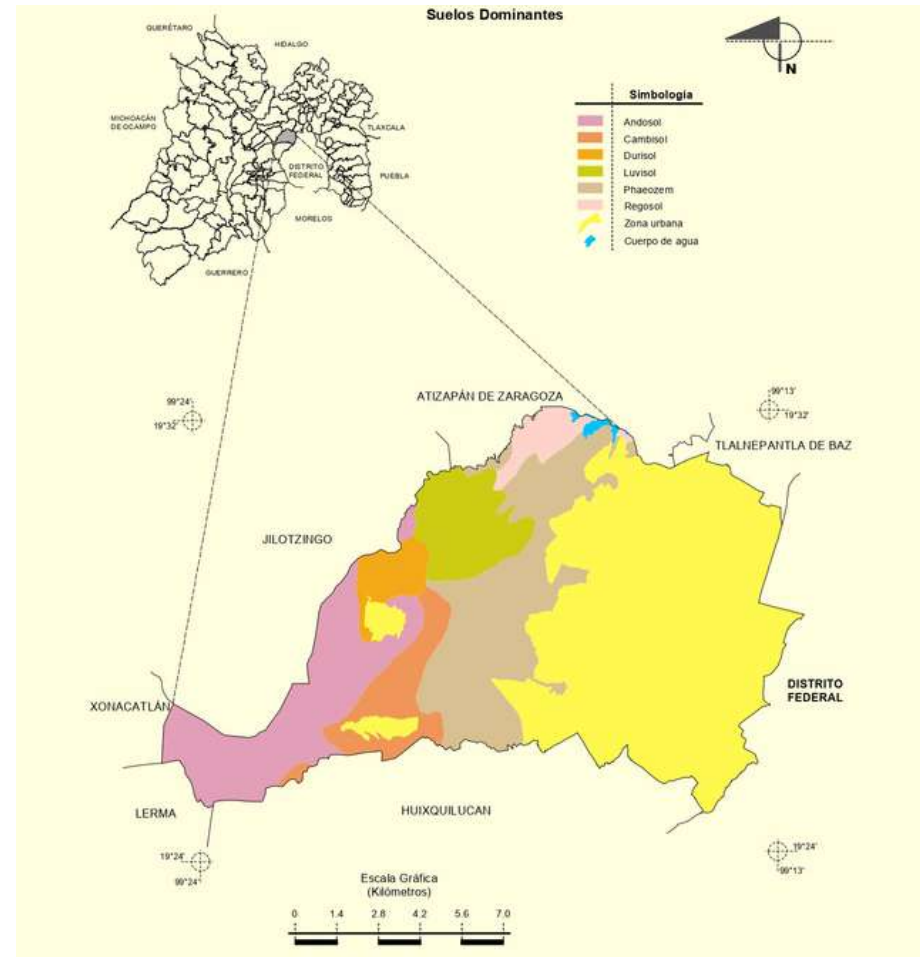 Suelos Dominantes
QUERÉTARO
HIDALGO
MICHOACÁN
DE OCAMPO
TLAXCALA
DISTRITO
FEDERAL
PUEBLA
MORELOS
GUERRERO
N
Simbología
Andosol
Cambisol
Durisol
Luvisol
Phaeozem
Regosol
Zona urbana
Cuerpo de agua
99°24'
19°32'
ATIZAPÁN DE ZARAGOZA
99°13'
19°32'
TLALNEPANTLA DE BAZ
JILOTZINGO
XONACATLÁN
DISTRITO
FEDERAL
LERMA
HUIXQUILUCAN
19°24'
99°24'
19°24'
99°13'
Escala Gráfica
(Kilómetros)
0 1.4 2.8 4.2 5.6 7.0